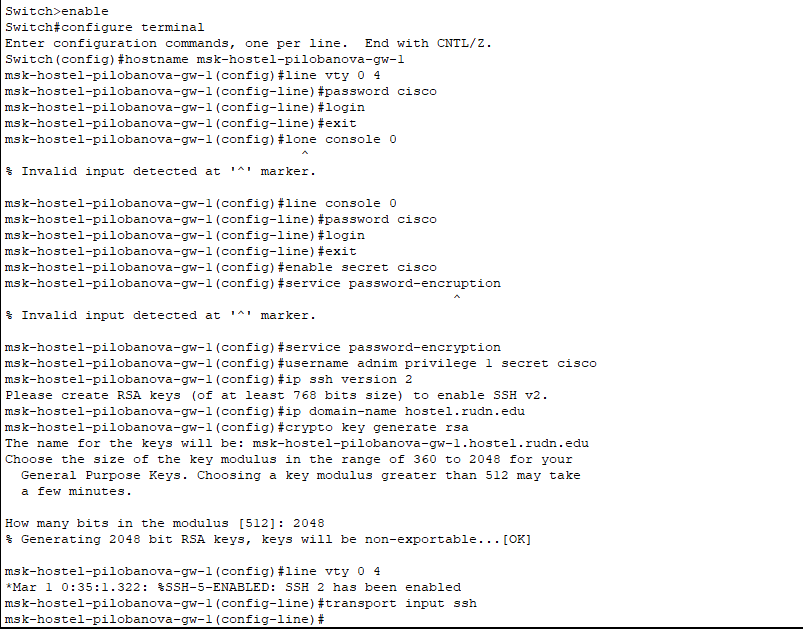 Switch>enable
Switch#configure terminal
Enter configuration commands, one per line.  End with CNTL/Z.
Switch(config)#hostname msk-hostel-pilobanova-gw-1
msk-hostel-pilobanova-gw-1(config)#line vty 0 4
msk-hostel-pilobanova-gw-1(config-line)#password cisco
msk-hostel-pilobanova-gw-1(config-line)#login
msk-hostel-pilobanova-gw-1(config-line)#exit
msk-hostel-pilobanova-gw-1(config)#lone console 0
^
% Invalid input detected at '^' marker.
msk-hostel-pilobanova-gw-1(config)#line console 0
msk-hostel-pilobanova-gw-1(config-line)#password cisco
msk-hostel-pilobanova-gw-1(config-line)#login
msk-hostel-pilobanova-gw-1(config-line)#exit
msk-hostel-pilobanova-gw-1(config)#enable secret cisco
msk-hostel-pilobanova-gw-1(config)#service password-encruption
^
% Invalid input detected at '^' marker.
msk-hostel-pilobanova-gw-1(config)#service password-encryption
msk-hostel-pilobanova-gw-1(config)#username adnim privilege 1 secret cisco
msk-hostel-pilobanova-gw-1(config)#ip ssh version 2
Please create RSA keys (of at least 768 bits size) to enable SSH v2.
msk-hostel-pilobanova-gw-1(config)#ip domain-name hostel.rudn.edu
msk-hostel-pilobanova-gw-1(config)#crypto key generate rsa
The name for the keys will be: msk-hostel-pilobanova-gw-1.hostel.rudn.edu
Choose the size of the key modulus in the range of 360 to 2048 for your
General Purpose Keys. Choosing a key modulus greater than 512 may take
a few minutes.
How many bits in the modulus [512]: 2048
% Generating 2048 bit RSA keys, keys will be non-exportable...[OK]
msk-hostel-pilobanova-gw-1(config)#line vty 0 4
*Mar 1 0:35:1.322: %SSH-5-ENABLED: SSH 2 has been enabled
msk-hostel-pilobanova-gw-1(config-line)#transport input ssh
msk-hostel-pilobanova-gw-1(config-line)#